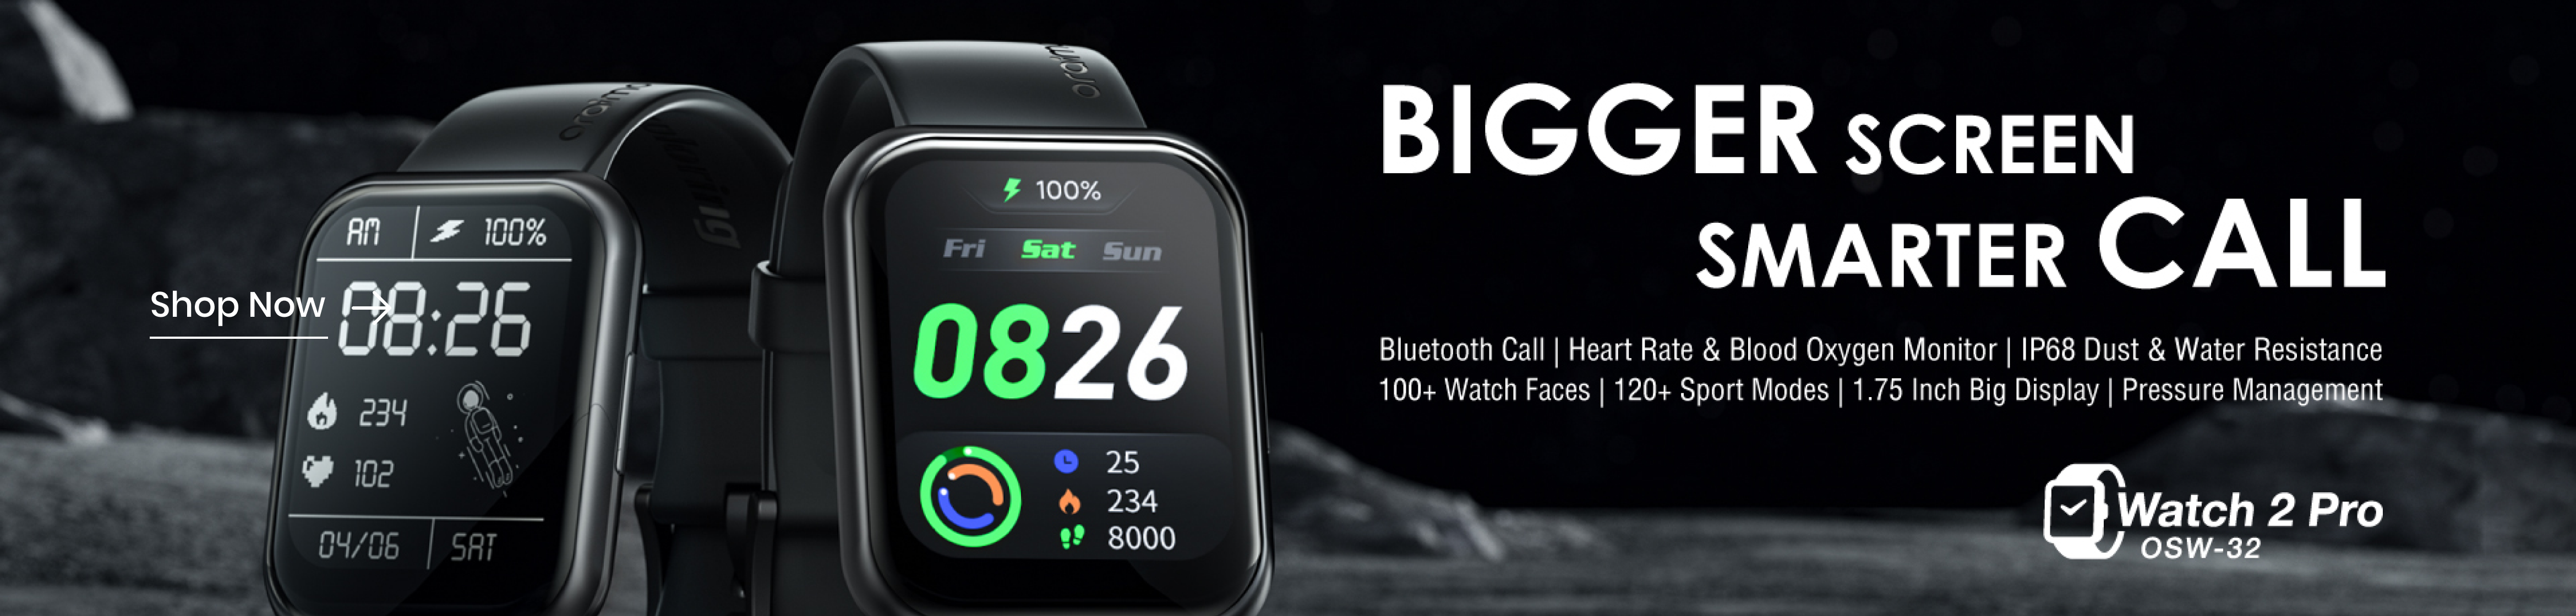 Shop Now
oraimo
AM
100%
08:26
234
102
04/06
SAT
oraimo
100%
Fri Sat Sun
0826
25
234
8000
BIGGER SCREEN
SMARTER CALL
Bluetooth Call | Heart Rate & Blood Oxygen Monitor | IP68 Dust & Water Resistance
100+ Watch Faces | 120+ Sport Modes | 1.75 Inch Big Display | Pressure Management
Watch 2 Pro
OSW-32